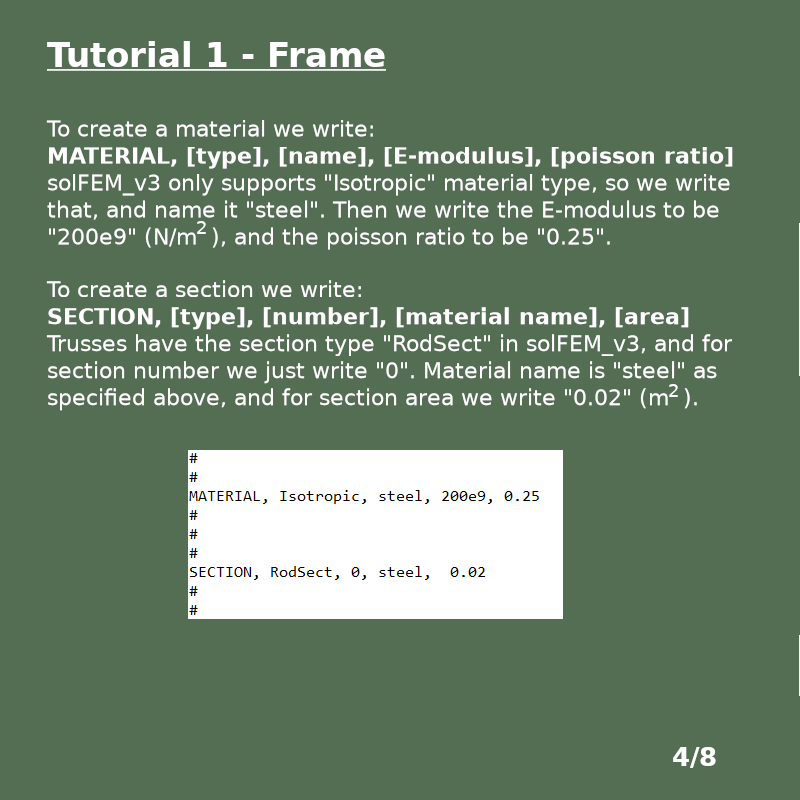 Tutorial 1 - Frame
To create a material we write:
MATERIAL, [type], [name], [E-modulus], [poisson ratio]
solFEM_v3 only supports "Isotropic" material type, so we write
that, and name it "steel". Then we write the E-modulus to be
"200e9" (N/m²), and the poisson ratio to be "0.25".
To create a section we write:
SECTION, [type], [number], [material name], [area]
Trusses have the section type "RodSect" in solFEM_v3, and for
section number we just write "0". Material name is "steel" as
specified above, and for section area we write "0.02" (m²).
#
#
MATERIAL, Isotropic, steel, 200e9, 0.25
#
#
#
SECTION, RodSect, 0, steel,  0.02
#
#
4/8